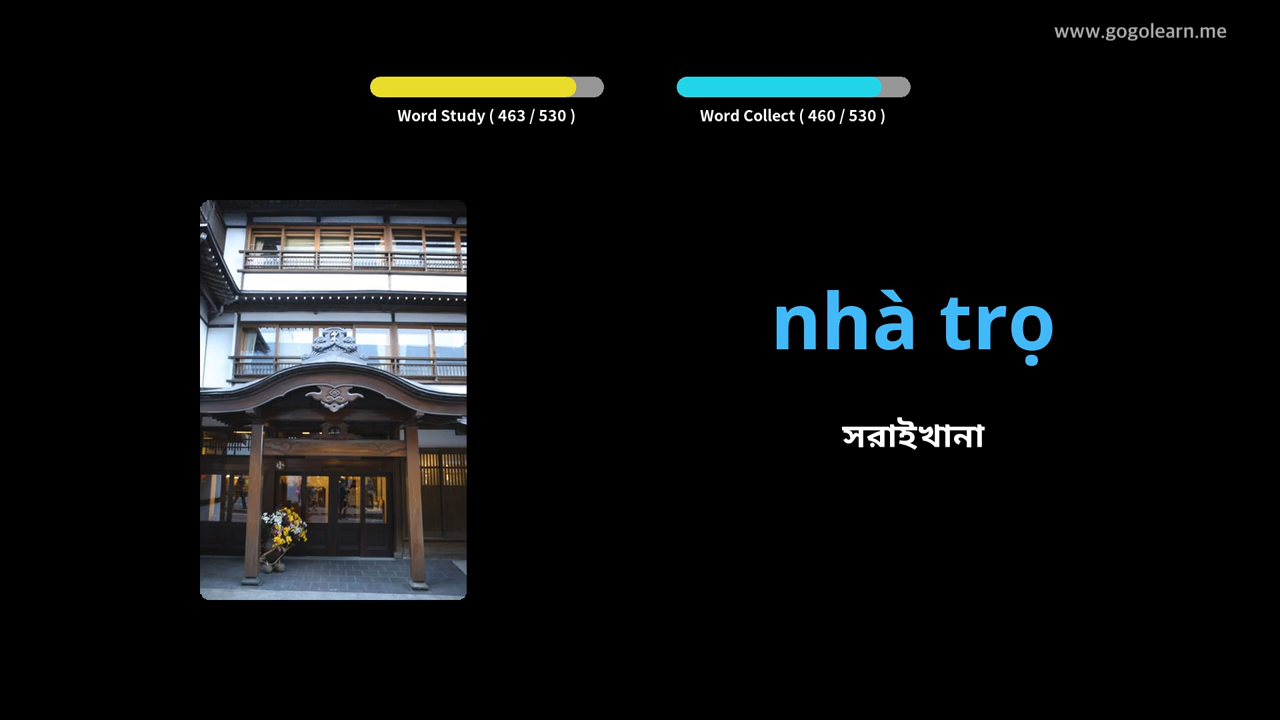 www.gogolearn.me
Word Study ( 463 / 530 )
Word Collect ( 460 / 530 )
nhà trọ
সরাইখানা